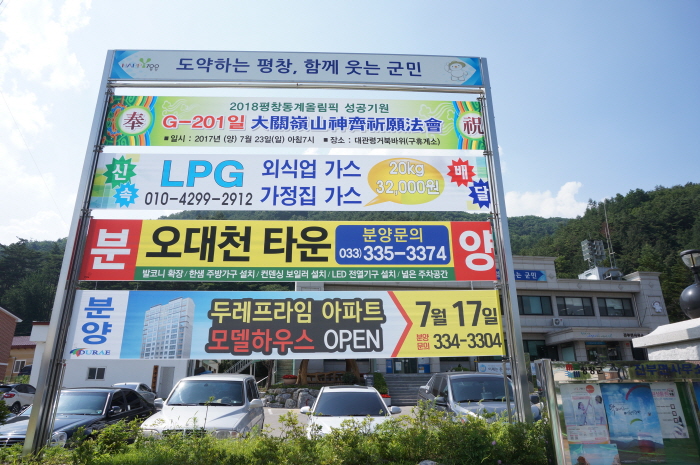 도약하는 평창, 함께 웃는 군민
2018평창동계올림픽 성공기원
奉 G-201일 大關嶺山神齊祈願法會 祝
■ 일시 : 2017년 (양) 7월 23일(일) 아침7시 ■ 장소 : 대관령거북바위(구휴게소)
신속 LPG 외식업 가스 20kg 배달
010-4299-2912 가정집 가스 32,000원
분 오대천 타운 분양문의 양
033)335-3374
발코니 확장 / 한샘 주방가구 설치 / 컨덴싱 보일러 설치 / LED 전열기구 설치 / 넓은 주차공간
분양 두레프라임 아파트 7월 17일
DURAE 모델하우스 OPEN 분양문의 334-3304